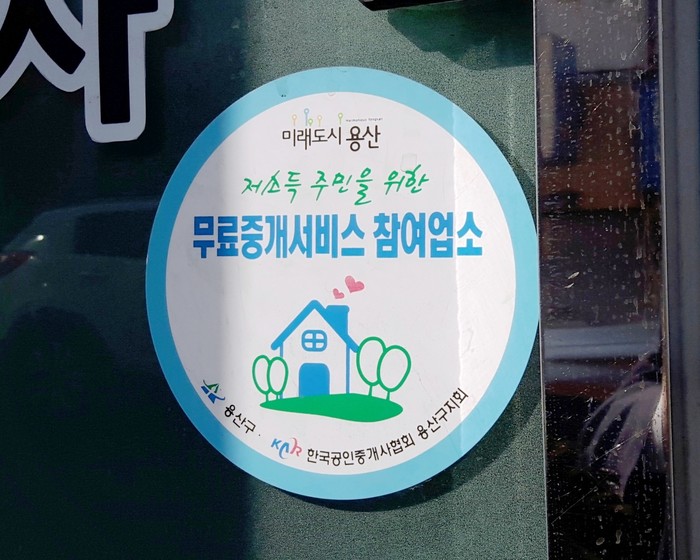 사
미래도시 용산
저소득 주민을 위한
무료중개서비스 참여업소
용산구 · KAR 한국공인중개사협회 용산구지회